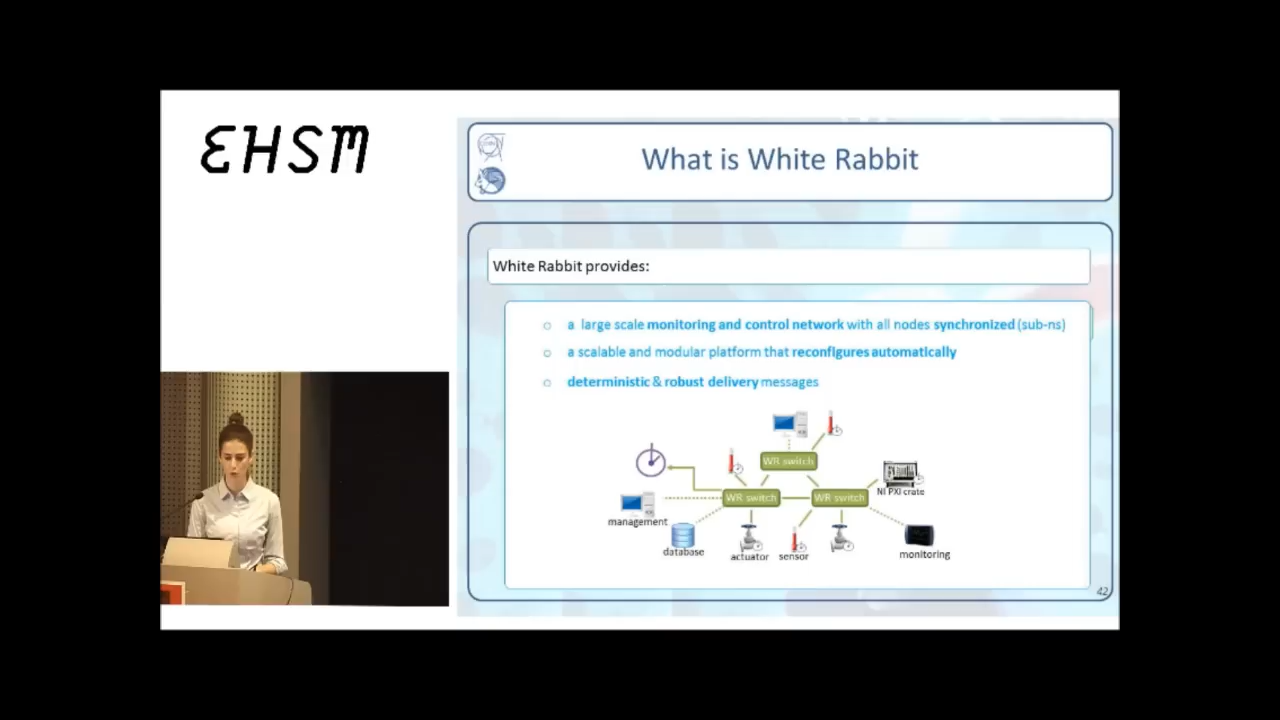 EHSM
What is White Rabbit
White Rabbit provides:
a large scale monitoring and control network with all nodes synchronized (sub-ns)
a scalable and modular platform that reconfigures automatically
deterministic & robust delivery messages
WR switch
WR switch
WR switch
NI PXI crate
management
database
actuator
sensor
monitoring
42